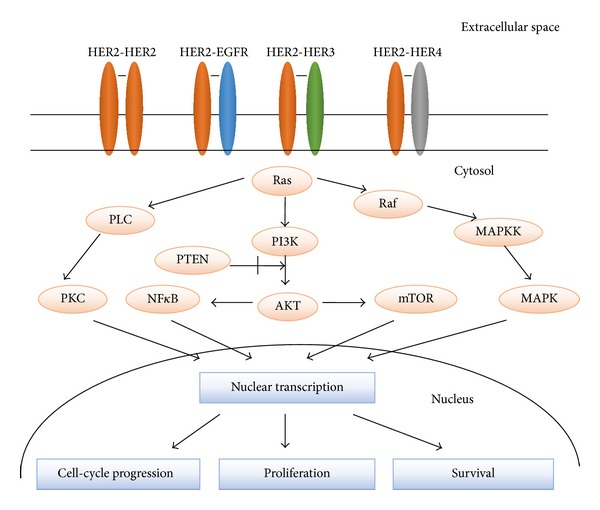 Extracellular space
HER2-HER2
HER2-EGFR
HER2-HER3
HER2-HER4
Cytosol
Ras
Raf
PLC
MAPKK
PI3K
PTEN
PKC
NFκB
AKT
mTOR
MAPK
Nuclear transcription
Nucleus
Cell-cycle progression
Proliferation
Survival